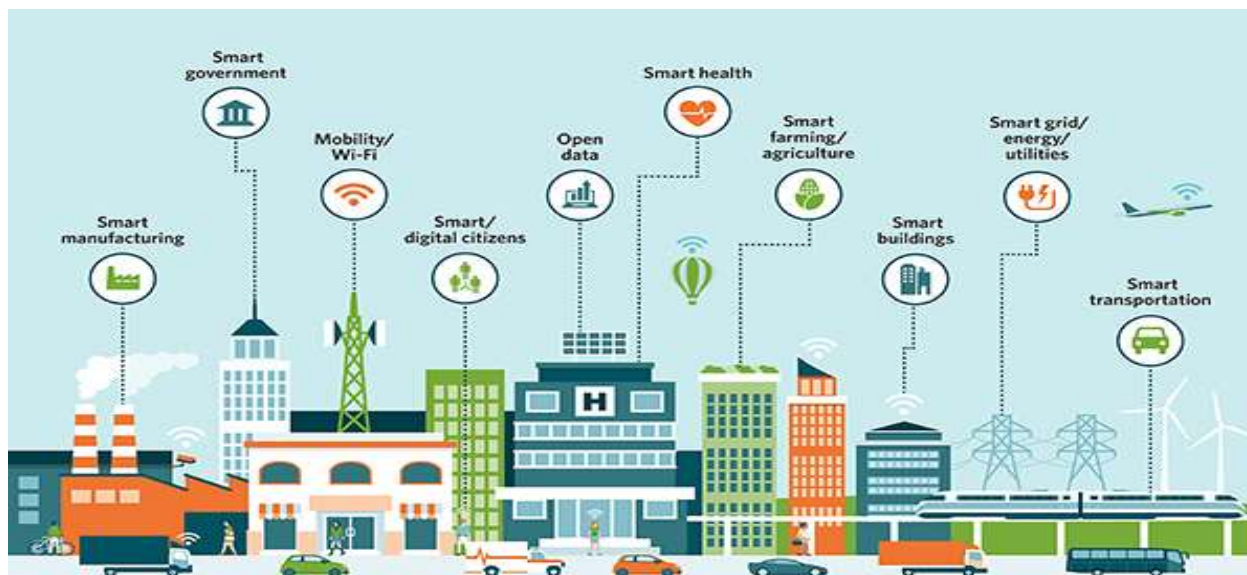 Smart
government
Smart health
Mobility/
Wi-Fi
Open
data
Smart
farming/
agriculture
Smart grid/
energy/
utilities
Smart
manufacturing
Smart/
digital citizens
Smart
buildings
Smart
transportation
H